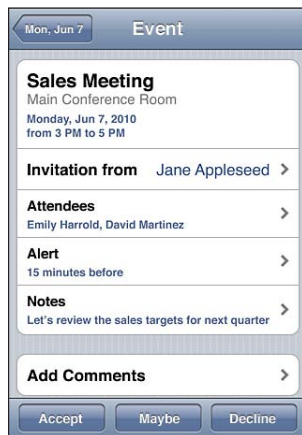 Mon, Jun 7
Event
Sales Meeting
Main Conference Room
Monday, Jun 7, 2010
from 3 PM to 5 PM
Invitation from Jane Appleseed
Attendees
Emily Harrold, David Martinez
Alert
15 minutes before
Notes
Let's review the sales targets for next quarter
Add Comments
Accept Maybe Decline